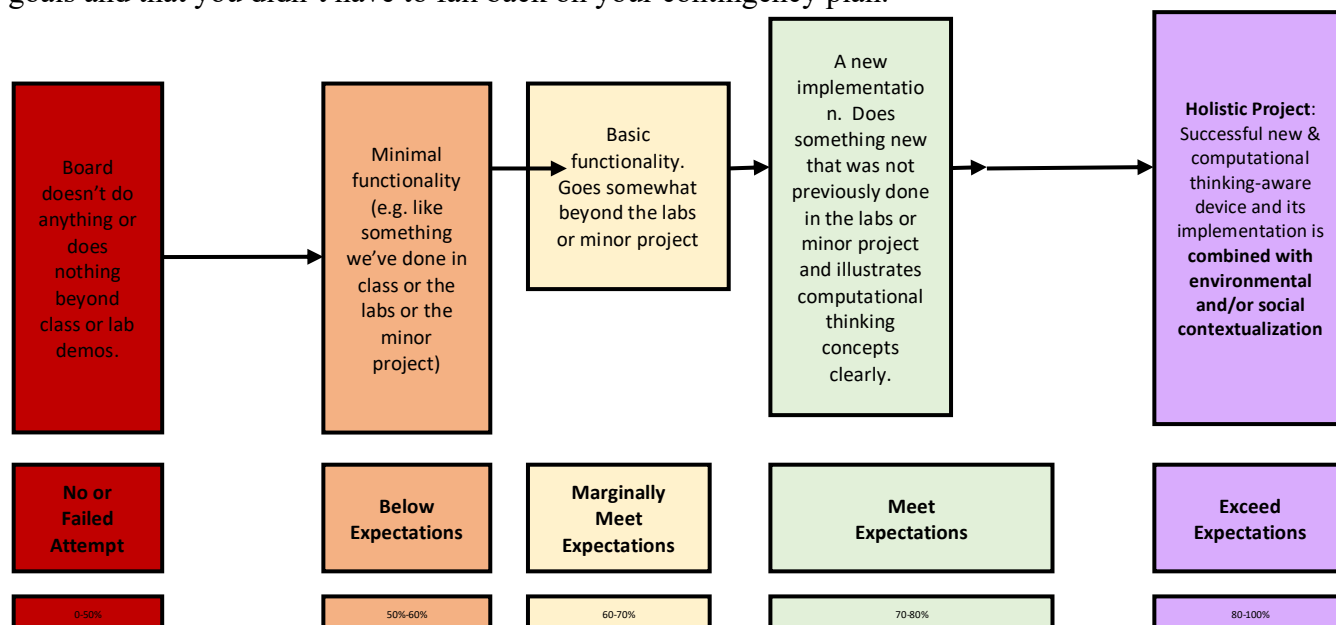 goals and that you didn't have to fall back on your contingency plan.
Board
doesn't do
anything or
does
nothing
beyond
class or lab
demos.
Minimal
functionality
(e.g. like
something
we've done in
class or the
labs or the
minor
project)
Basic
functionality.
Goes somewhat
beyond the labs
or minor project
A new
implementatio
n. Does
something new
that was not
previously done
in the labs or
minor project
and illustrates
computational
thinking
concepts
clearly.
Holistic Project:
Successful new &
computational
thinking-aware
device and its
implementation is
combined with
environmental
and/or social
contextualization
No or
Failed
Attempt
Below
Expectations
Marginally
Meet
Expectations
Meet
Expectations
Exceed
Expectations
0-50%
50%-60%
60-70%
70-80%
80-100%